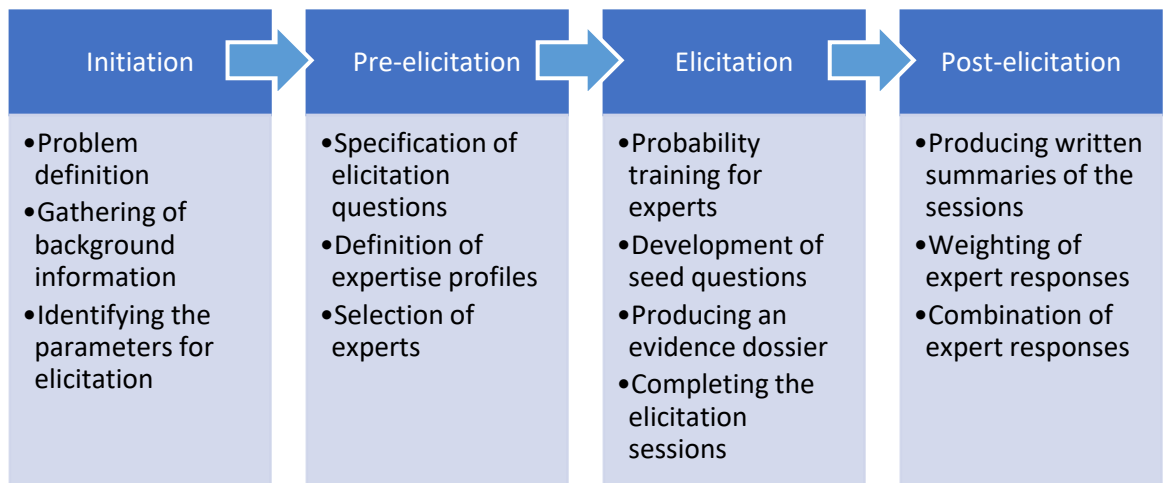 Initiation
•Problem
definition
•Gathering of
background
information
•Identifying the
parameters for
elicitation
Pre-elicitation
•Specification of
elicitation
questions
•Definition of
expertise profiles
•Selection of
experts
Elicitation
•Probability
training for
experts
•Development of
seed questions
•Producing an
evidence dossier
•Completing the
elicitation
sessions
Post-elicitation
•Producing written
summaries of the
sessions
•Weighting of
expert responses
•Combination of
expert responses